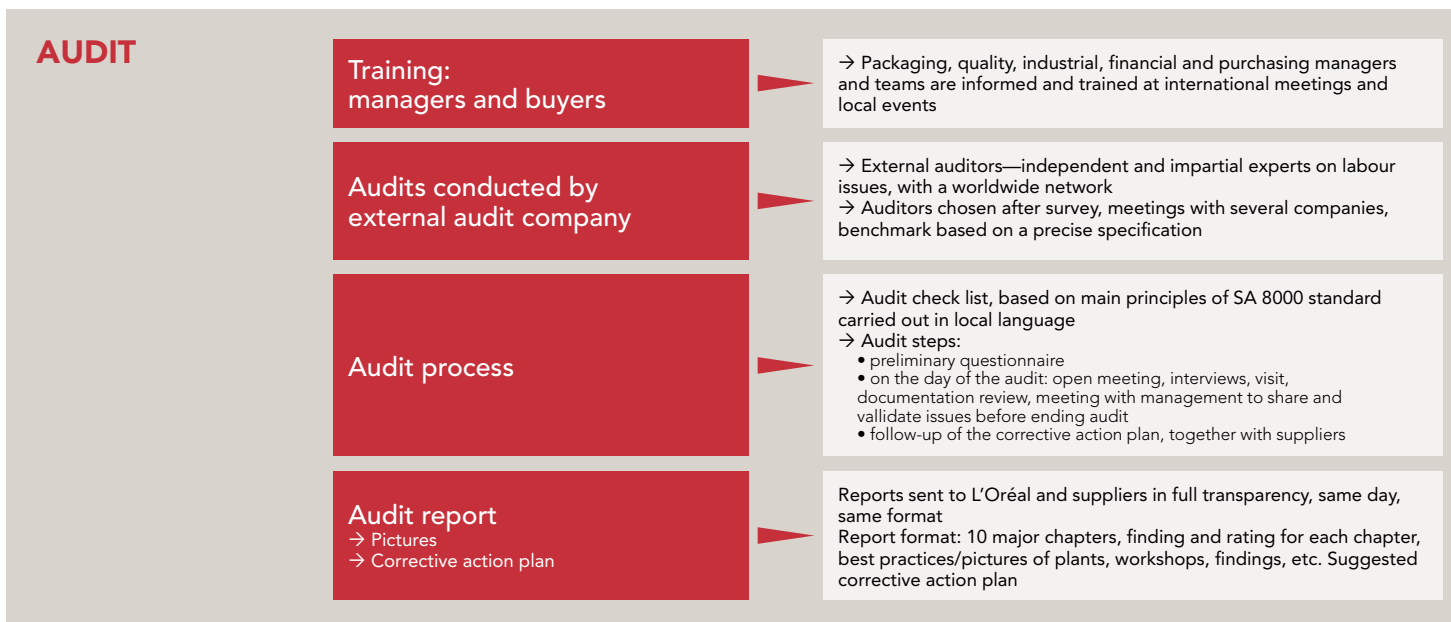 AUDIT
Training:
managers and buyers
→ Packaging, quality, industrial, financial and purchasing managers
and teams are informed and trained at international meetings and
local events
Audits conducted by
external audit company
→ External auditors—independent and impartial experts on labour
issues, with a worldwide network
→ Auditors chosen after survey, meetings with several companies,
benchmark based on a precise specification
Audit process
→ Audit check list, based on main principles of SA 8000 standard
carried out in local language
→ Audit steps:
• preliminary questionnaire
• on the day of the audit: open meeting, interviews, visit,
documentation review, meeting with management to share and
vallidate issues before ending audit
• follow-up of the corrective action plan, together with suppliers
Audit report
→ Pictures
→ Corrective action plan
Reports sent to L’Oréal and suppliers in full transparency, same day,
same format
Report format: 10 major chapters, finding and rating for each chapter,
best practices/pictures of plants, workshops, findings, etc. Suggested
corrective action plan